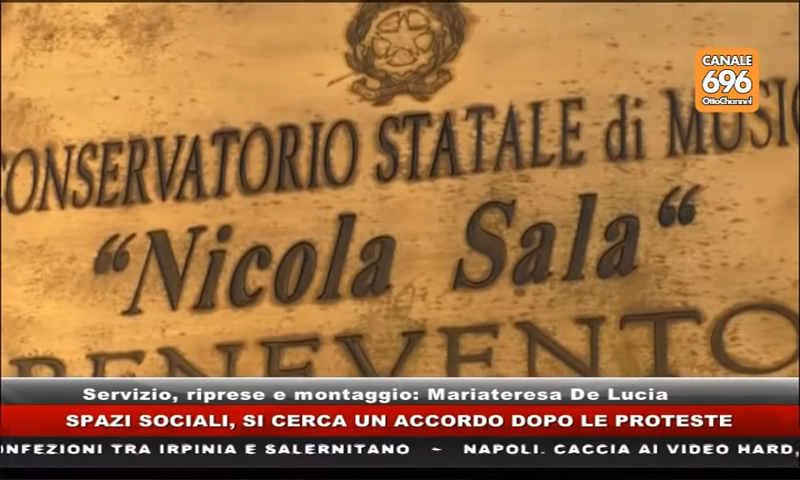 CANALE
696
OttoChannel
CONSERVATORIO STATALE di MUSIC
"Nicola Sala"
BENEVENTO
Servizio, riprese e montaggio: Mariateresa De Lucia
SPAZI SOCIALI, SI CERCA UN ACCORDO DOPO LE PROTESTE
ONFEZIONI TRA IRPINIA E SALERNITANO ~ NAPOLI. CACCIA AI VIDEO HARD,